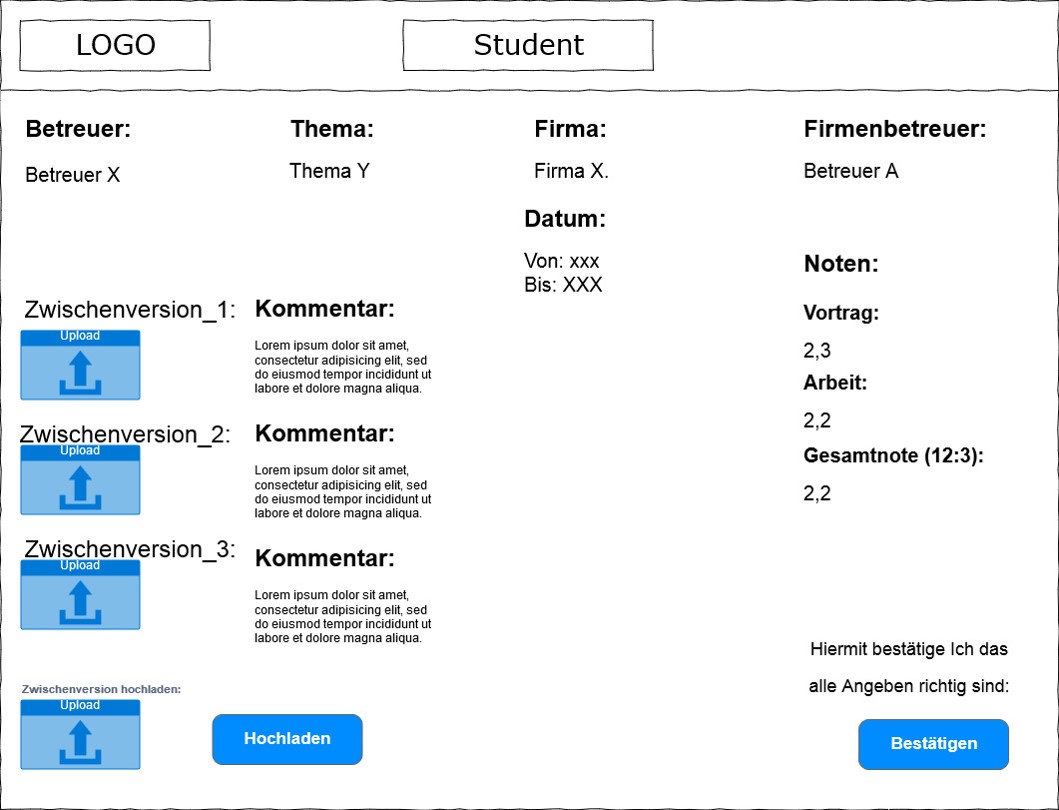 LOGO
Student
Betreuer:
Betreuer X
Thema:
Thema Y
Firma:
Firma X.
Firmenbetreuer:
Betreuer A
Datum:
Von: xxx
Bis: XXX
Zwischenversion_1:
Upload
Kommentar:
Lorem ipsum dolor sit amet,
consectetur adipisicing elit, sed
do eiusmod tempor incididunt ut
labore et dolore magna aliqua.
Zwischenversion_2:
Upload
Kommentar:
Lorem ipsum dolor sit amet,
consectetur adipisicing elit, sed
do eiusmod tempor incididunt ut
labore et dolore magna aliqua.
Zwischenversion_3:
Upload
Kommentar:
Lorem ipsum dolor sit amet,
consectetur adipisicing elit, sed
do eiusmod tempor incididunt ut
labore et dolore magna aliqua.
Zwischenversion hochladen:
Upload
Hochladen
Noten:
Vortrag:
2,3
Arbeit:
2,2
Gesamtnote (12:3):
2,2
Hiermit bestätige Ich das
alle Angeben richtig sind:
Bestätigen